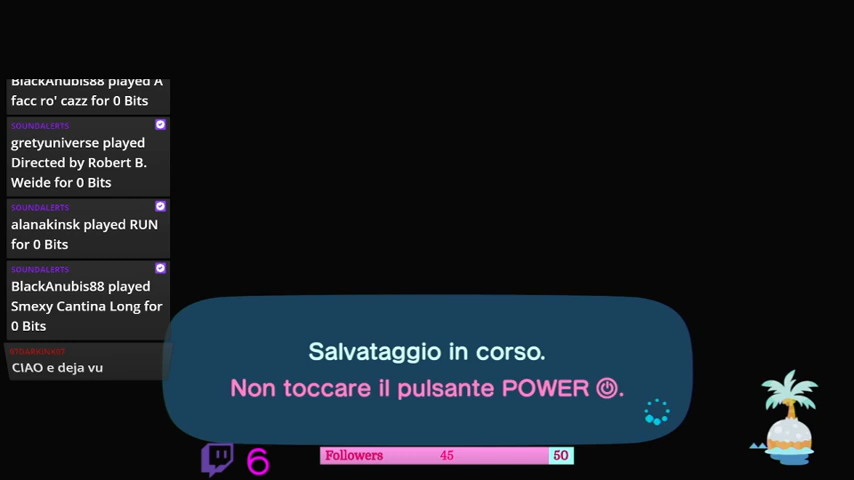 BlackAnubis88 played A
facc ro' cazz for 0 Bits
SOUNDALERTS
gretyuniverse played
Directed by Robert B.
Weide for 0 Bits
SOUNDALERTS
alanakinsk played RUN
for 0 Bits
SOUNDALERTS
BlackAnubis88 played
Smexy Cantina Long for
0 Bits
CIAO e deja vu
Salvataggio in corso.
Non toccare il pulsante POWER.
6
Followers 45 50